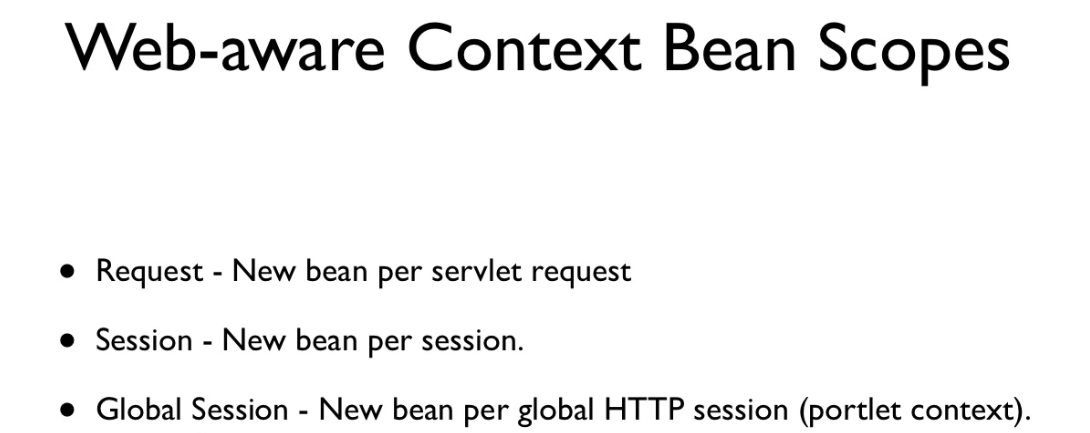 Web-aware Context Bean Scopes
• Request - New bean per servlet request
• Session - New bean per session.
• Global Session - New bean per global HTTP session (portlet context).